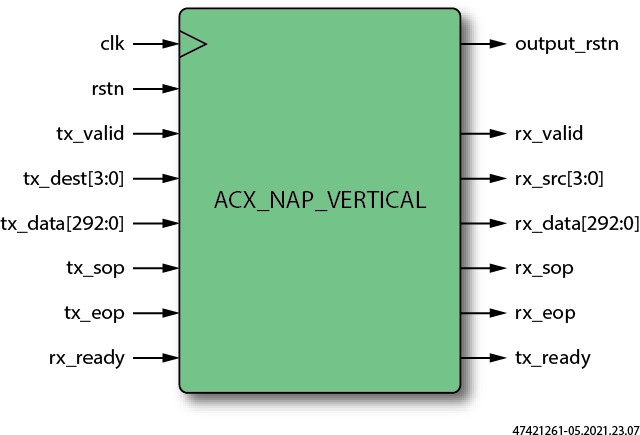 clk
output_rstn
rstn
tx_valid
rx_valid
tx_dest[3:0]
rx_src[3:0]
ACX_NAP_VERTICAL
tx_data[292:0]
rx_data[292:0]
tx_sop
rx_sop
tx_eop
rx_eop
rx_ready
tx_ready
47421261-05.2021.23.07